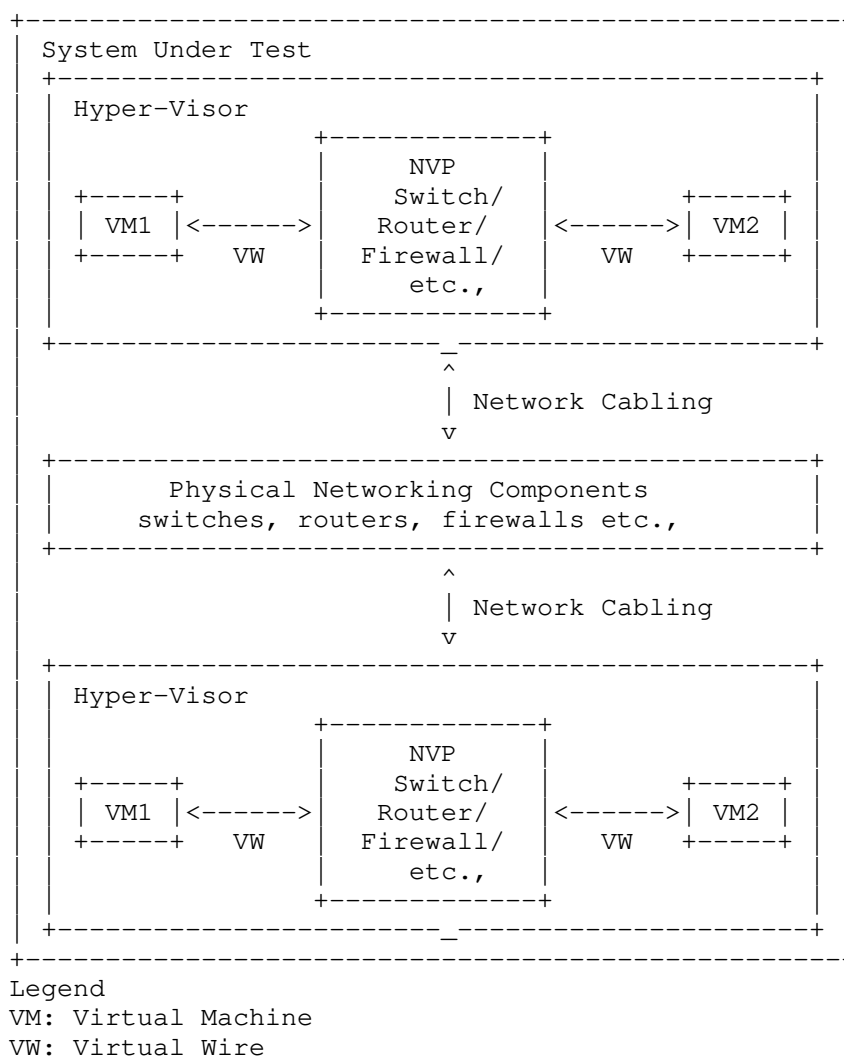 System Under Test
Hyper-Visor
NVP
Switch/
VM1 <------> Router/ <------> VM2
VW Firewall/ VW
etc.,
Network Cabling
Physical Networking Components
switches, routers, firewalls etc.,
Network Cabling
Hyper-Visor
NVP
Switch/
VM1 <------> Router/ <------> VM2
VW Firewall/ VW
etc.,
Legend
VM: Virtual Machine
VW: Virtual Wire